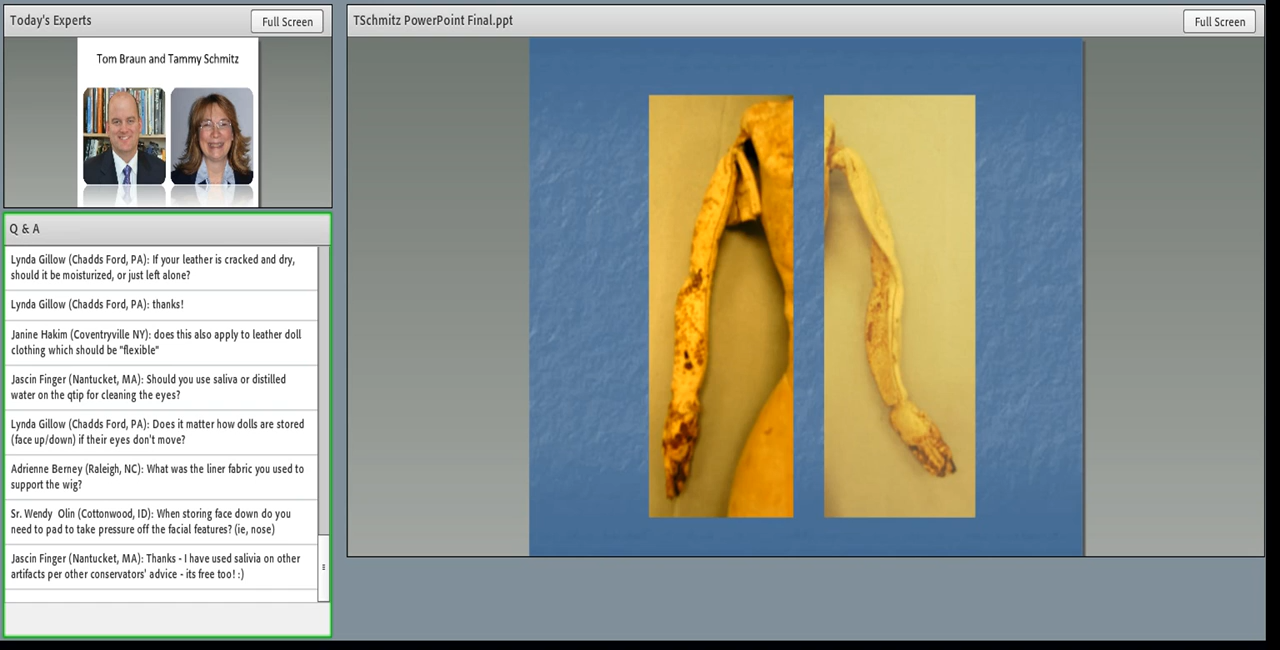 Today's Experts
Full Screen
Tom Braun and Tammy Schmitz
Q & A
Lynda Gillow (Chadds Ford, PA): If your leather is cracked and dry,
should it be moisturized, or just left alone?
Lynda Gillow (Chadds Ford, PA): thanks!
Janine Hakim (Coventryville NY): does this also apply to leather doll
clothing which should be "flexible"
Jascin Finger (Nantucket, MA): Should you use saliva or distilled
water on the qtip for cleaning the eyes?
Lynda Gillow (Chadds Ford, PA): Does it matter how dolls are stored
(face up/down) if their eyes don't move?
Adrienne Berney (Raleigh, NC): What was the liner fabric you used to
support the wig?
Sr. Wendy Olin (Cottonwood, ID): When storing face down do you
need to pad to take pressure off the facial features? (ie, nose)
Jascin Finger (Nantucket, MA): Thanks - I have used salivia on other
artifacts per other conservators' advice - its free too! :)
TSchmitz PowerPoint Final.ppt
Full Screen